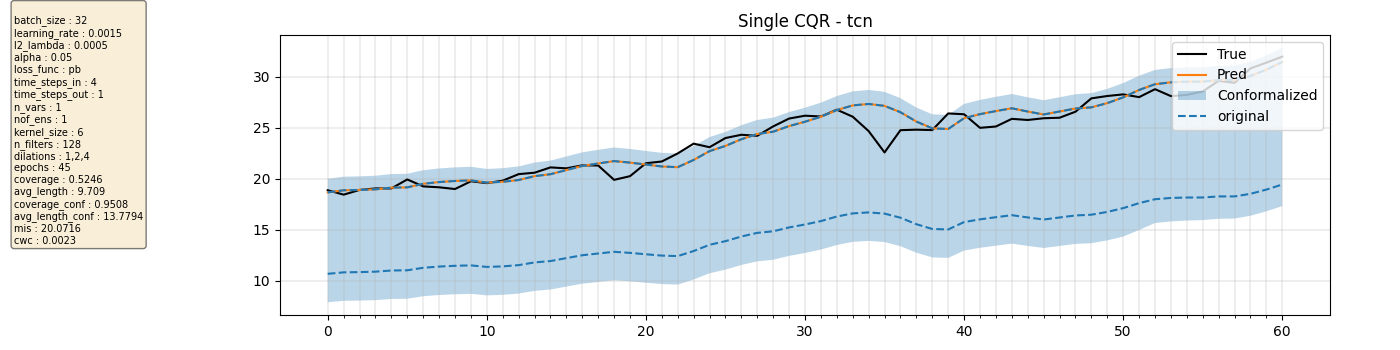 batch_size : 32
learning_rate : 0.0015
l2_lambda : 0.0005
alpha : 0.05
loss_func : pb
time_steps_in : 4
time_steps_out : 1
n_vars : 1
nof_ens : 1
kernel_size : 6
n_filters : 128
dilations : 1,2,4
epochs : 45
coverage : 0.5246
avg_length : 9.709
coverage_conf : 0.9508
avg_length_conf : 13.7794
mis : 20.0716
cwc : 0.0023
Single CQR - tcn
True
Pred
Conformalized
original
30
25
20
15
10
0 10 20 30 40 50 60